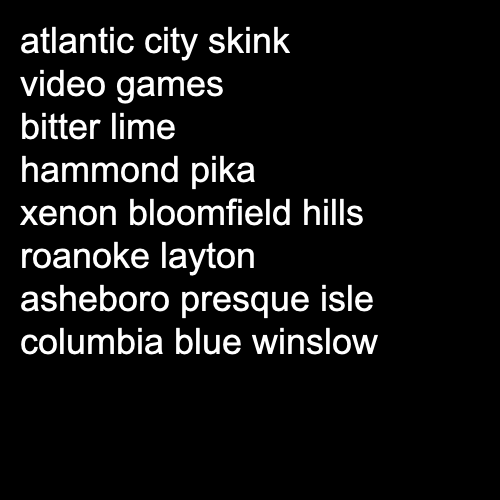 atlantic city skink
video games
bitter lime
hammond pika
xenon bloomfield hills
roanoke layton
asheboro presque isle
columbia blue winslow